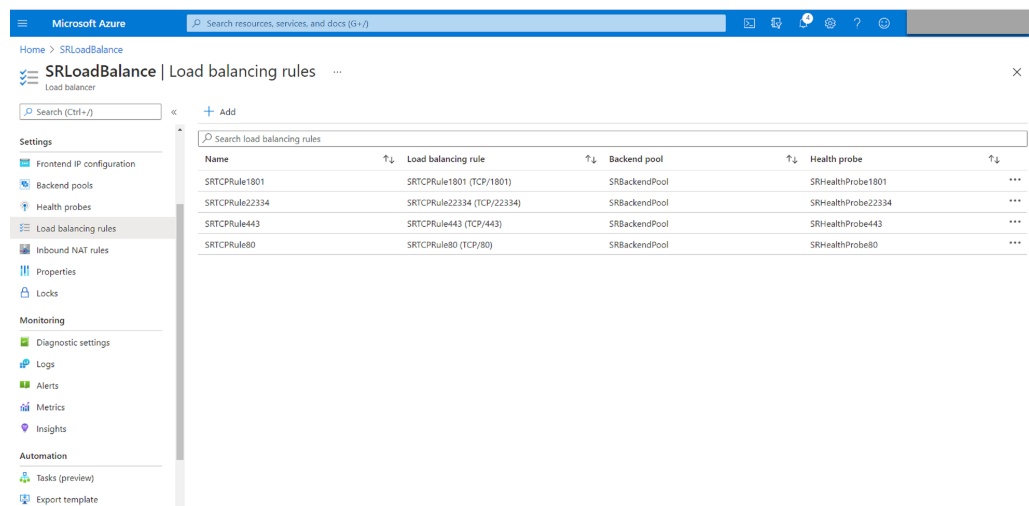 Microsoft Azure
Search resources, services, and docs (G+/)
4
Home > SRLoadBalance
SRLoadBalance | Load balancing rules ...
Load balancer
Search (Ctrl+/)
«
+ Add
Search load balancing rules
Name ↑↓ Load balancing rule ↑↓ Backend pool ↑↓ Health probe ↑↓
SRTCPRule1801 SRTCPRule1801 (TCP/1801) SRBackendPool SRHealthProbe1801 ...
SRTCPRule22334 SRTCPRule22334 (TCP/22334) SRBackendPool SRHealthProbe22334 ...
SRTCPRule443 SRTCPRule443 (TCP/443) SRBackendPool SRHealthProbe443 ...
SRTCPRule80 SRTCPRule80 (TCP/80) SRBackendPool SRHealthProbe80 ...
Settings
Frontend IP configuration
Backend pools
Health probes
Load balancing rules
Inbound NAT rules
Properties
Locks
Monitoring
Diagnostic settings
Logs
Alerts
Metrics
Insights
Automation
Tasks (preview)
Export template